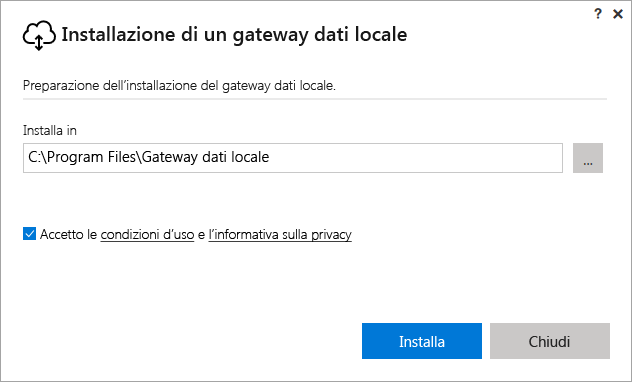 ? ×
Installazione di un gateway dati locale
Preparazione dell'installazione del gateway dati locale.
Installa in
C:\Program Files\Gateway dati locale
...
Accetto le condizioni d'uso e l'informativa sulla privacy
Installa
Chiudi